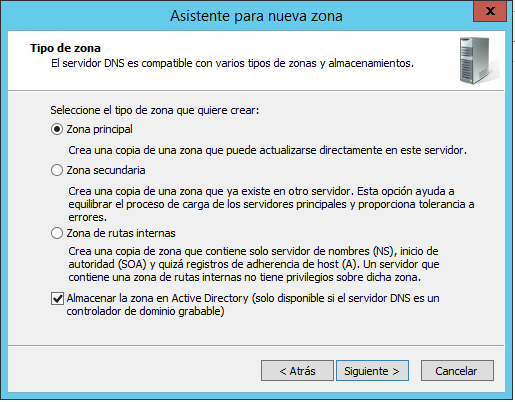 Asistente para nueva zona
x
Tipo de zona
El servidor DNS es compatible con varios tipos de zonas y almacenamientos.
Seleccione el tipo de zona que quiere crear:
Zona principal
Crea una copia de una zona que puede actualizarse directamente en este servidor.
Zona secundaria
Crea una copia de una zona que ya existe en otro servidor. Esta opción ayuda a
equilibrar el proceso de carga de los servidores principales y proporciona tolerancia a
errores.
Zona de rutas internas
Crea una copia de zona que contiene solo servidor de nombres (NS), inicio de
autoridad (SOA) y quizá registros de adherencia de host (A). Un servidor que
contiene una zona de rutas internas no tiene privilegios sobre dicha zona.
Almacenar la zona en Active Directory (solo disponible si el servidor DNS es un
controlador de dominio grabable)
< Atrás Siguiente > Cancelar